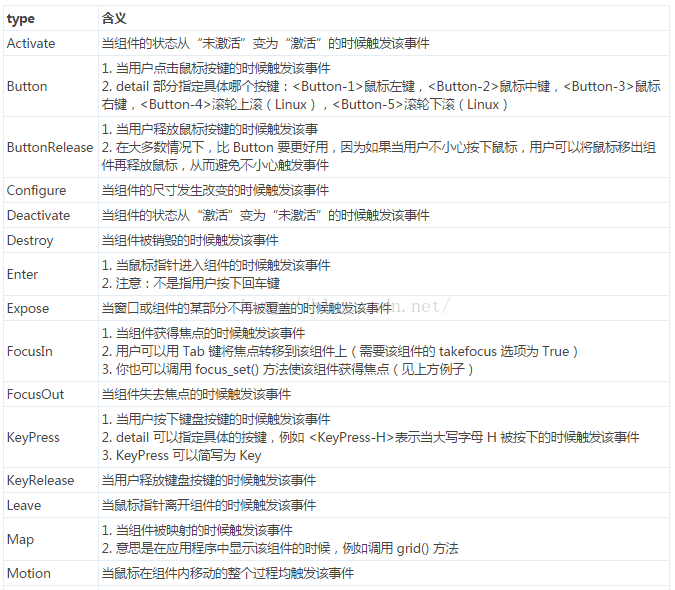 type 含义
Activate 当组件的状态从“未激活”变为“激活”的时候触发该事件
Button 1. 当用户点击鼠标按键的时候触发该事件
2. detail 部分指定具体哪个按键：<Button-1>鼠标左键，<Button-2>鼠标中键，<Button-3>鼠标
右键，<Button-4>滚轮上滚（Linux），<Button-5>滚轮下滚（Linux）
ButtonRelease 1. 当用户释放鼠标按键的时候触发该事
2. 在大多数情况下，比 Button 要更好用，因为如果当用户不小心按下鼠标，用户可以将鼠标移出组
件再释放鼠标，从而避免不小心触发事件
Configure 当组件的尺寸发生改变的时候触发该事件
Deactivate 当组件的状态从“激活”变为“未激活”的时候触发该事件
Destroy 当组件被销毁的时候触发该事件
Enter 1. 当鼠标指针进入组件的时候触发该事件
2. 注意：不是指用户按下回车键
Expose 当窗口或组件的某部分不再被覆盖的时候触发该事件
FocusIn 1. 当组件获得焦点的时候触发该事件
2. 用户可以用 Tab 键将焦点转移到该组件上（需要该组件的 takefocus 选项为 True）
3. 你也可以调用 focus_set() 方法使该组件获得焦点（见上方例子）
FocusOut 当组件失去焦点的时候触发该事件
KeyPress 1. 当用户按下键盘按键的时候触发该事件
2. detail 可以指定具体的按键，例如 <KeyPress-H>表示当大写字母 H 被按下的时候触发该事件
3. KeyPress 可以简写为 Key
KeyRelease 当用户释放键盘按键的时候触发该事件
Leave 当鼠标指针离开组件的时候触发该事件
Map 1. 当组件被映射的时候触发该事件
2. 意思是在应用程序中显示该组件的时候，例如调用 grid() 方法
Motion 当鼠标在组件内移动的整个过程均触发该事件